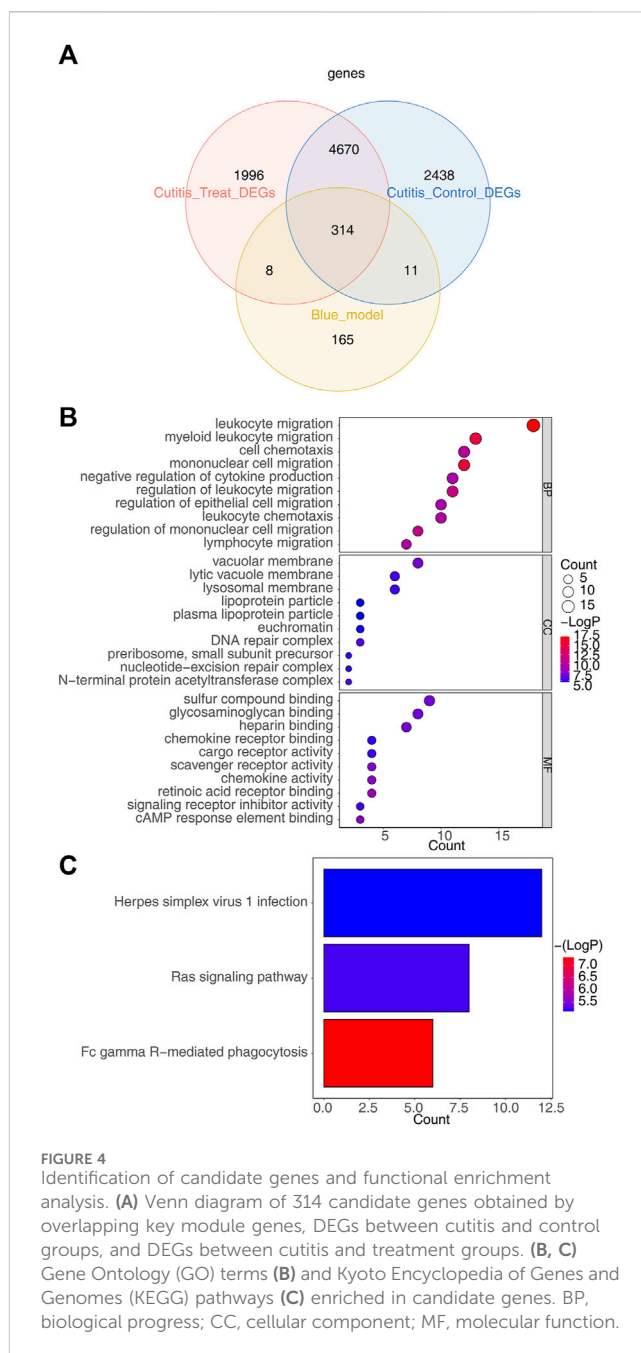 A
genes
4670
1996
2438
Cutitis_Treat_DEGs
Cutitis_Control_DEGs
314
8
11
Blue_model
165
B
leukocyte migration
myeloid leukocyte migration
cell chemotaxis
mononuclear cell migration
negative regulation of cytokine production
regulation of leukocyte migration
regulation of epithelial cell migration
leukocyte chemotaxis
regulation of mononuclear cell migration
lymphocyte migration
BP
vacuolar membrane
lytic vacuole membrane
lysosomal membrane
lipoprotein particle
plasma lipoprotein particle
euchromatin
DNA repair complex
preribosome, small subunit precursor
nucleotide-excision repair complex
N-terminal protein acetyltransferase complex
CC
sulfur compound binding
glycosaminoglycan binding
heparin binding
chemokine receptor binding
cargo receptor activity
scavenger receptor activity
chemokine activity
retinoic acid receptor binding
signaling receptor inhibitor activity
cAMP response element binding
MF
5 10 15
Count
Count
5
10
15
-LogP
17.5
15.0
12.5
10.0
7.5
5.0
C
Herpes simplex virus 1 infection
Ras signaling pathway
Fc gamma R-mediated phagocytosis
0.0 2.5 5.0 7.5 10.0 12.5
Count
-(LogP)
7.0
6.5
6.0
5.5
FIGURE 4
Identification of candidate genes and functional enrichment
analysis. (A) Venn diagram of 314 candidate genes obtained by
overlapping key module genes, DEGs between cutitis and control
groups, and DEGs between cutitis and treatment groups. (B, C)
Gene Ontology (GO) terms (B) and Kyoto Encyclopedia of Genes and
Genomes (KEGG) pathways (C) enriched in candidate genes. BP,
biological progress; CC, cellular component; MF, molecular function.